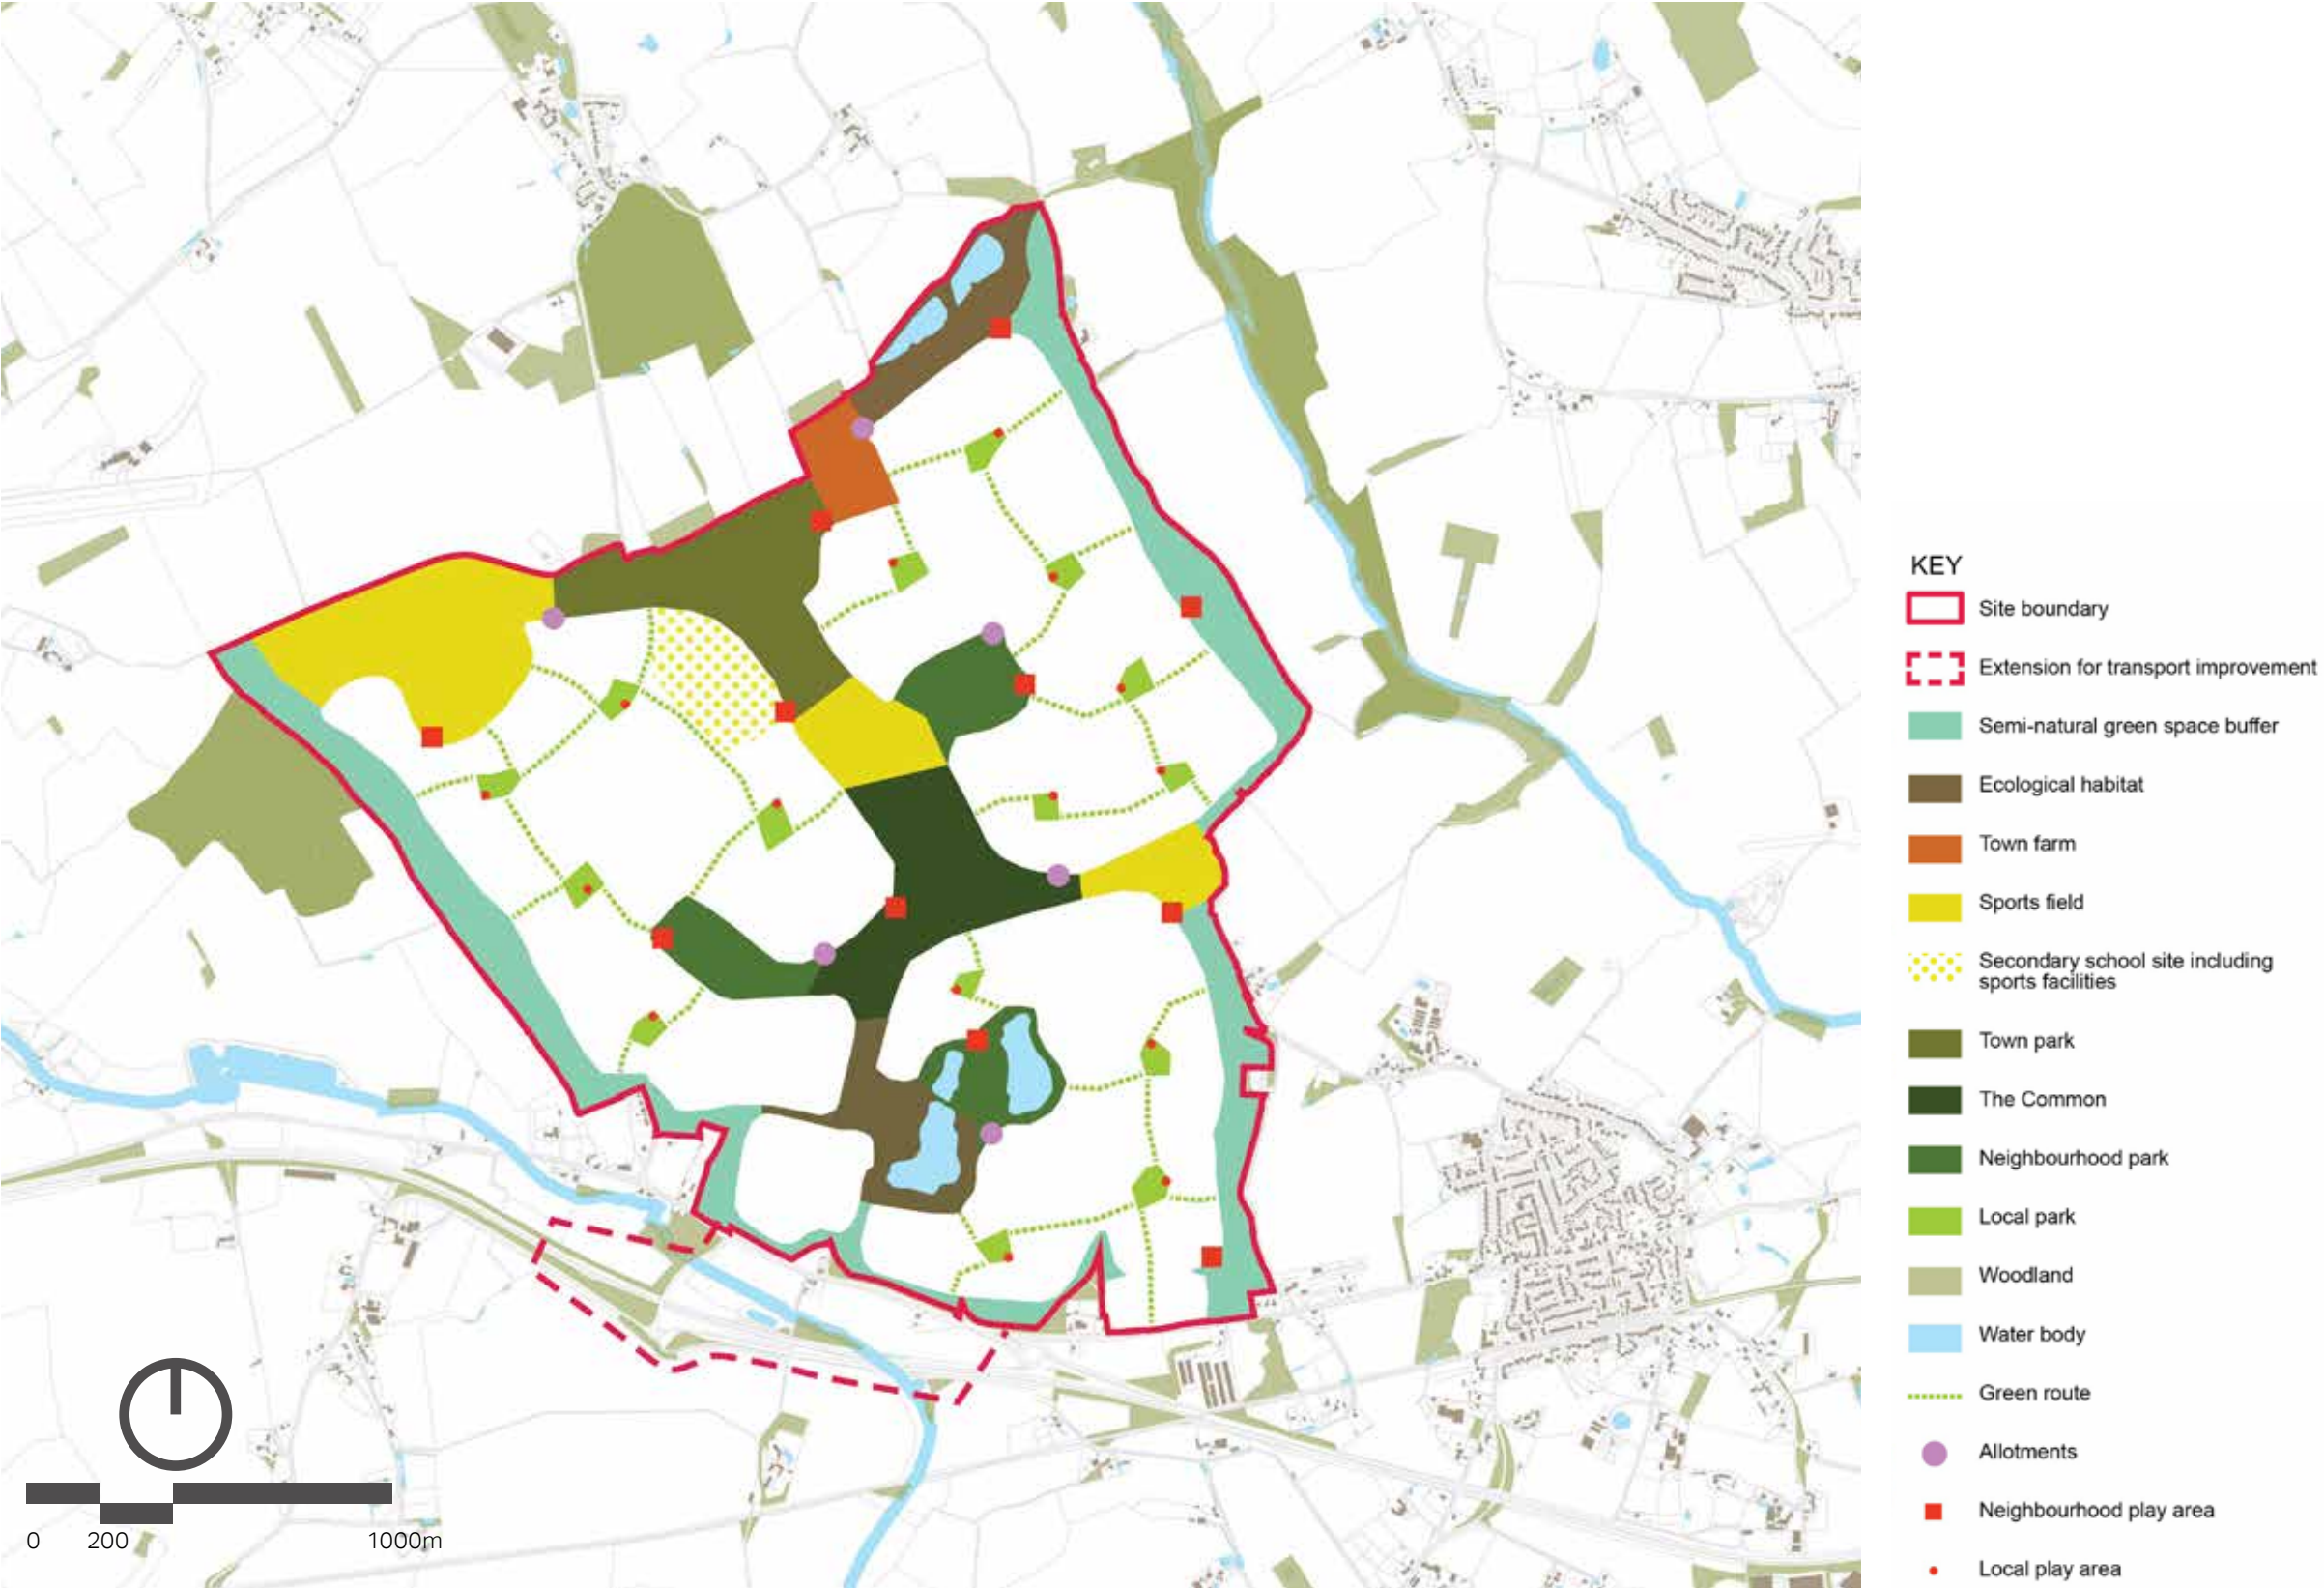 KEY
Site boundary
Extension for transport improvement
Semi-natural green space buffer
Ecological habitat
Town farm
Sports field
Secondary school site including
sports facilities
Town park
The Common
Neighbourhood park
Local park
Woodland
Water body
Green route
Allotments
Neighbourhood play area
Local play area
0 200 1000m